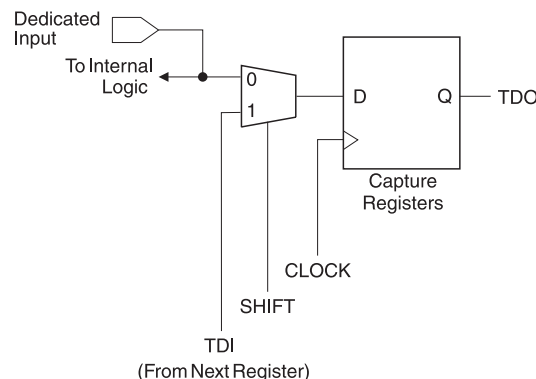 Dedicated
Input
To Internal
Logic
0
1
D
Q
TDO
Capture
Registers
CLOCK
SHIFT
TDI
(From Next Register)